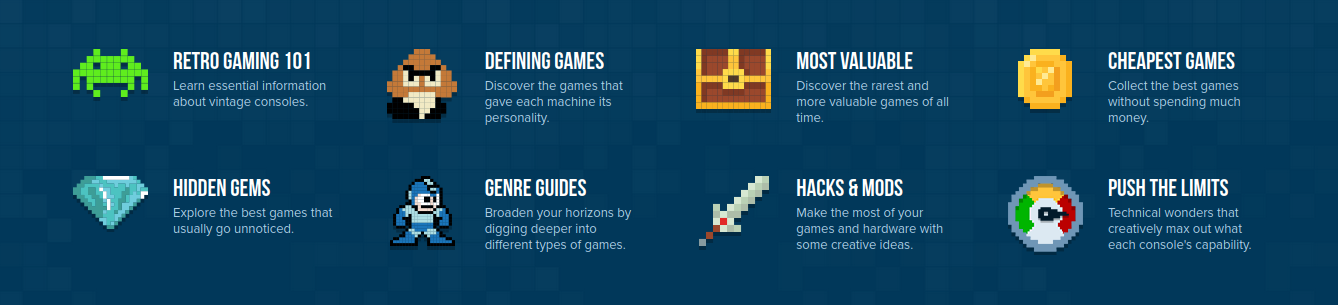 RETRO GAMING 101
Learn essential information
about vintage consoles.
DEFINING GAMES
Discover the games that
gave each machine its
personality.
MOST VALUABLE
Discover the rarest and
more valuable games of all
time.
CHEAPEST GAMES
Collect the best games
without spending much
money.
HIDDEN GEMS
Explore the best games that
usually go unnoticed.
GENRE GUIDES
Broaden your horizons by
digging deeper into
different types of games.
HACKS & MODS
Make the most of your
games and hardware with
some creative ideas.
PUSH THE LIMITS
Technical wonders that
creatively max out what
each console's capability.